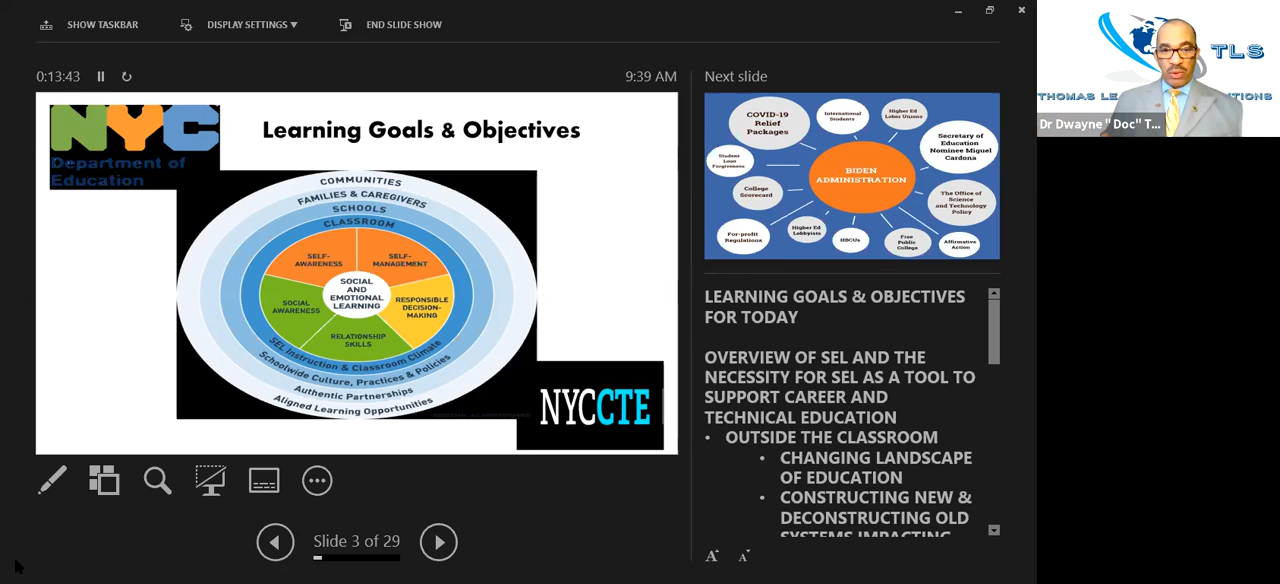 SHOW TASKBAR
DISPLAY SETTINGS ▼
END SLIDE SHOW
0:13:43
9:39 AM
NYC
Department of
Education
Learning Goals & Objectives
COMMUNITIES
FAMILIES & CAREGIVERS
SCHOOLS
CLASSROOM
SELF-
AWARENESS
SELF-
MANAGEMENT
SOCIAL
AND
EMOTIONAL
LEARNING
SOCIAL
AWARENESS
RESPONSIBLE
DECISION-
MAKING
RELATIONSHIP
SKILLS
SEL Instruction & Classroom Climate
Schoolwide Culture, Practices & Policies
Authentic Partnerships
Aligned Learning Opportunities
NYCCTE
Slide 3 of 29
Next slide
COVID-19
Relief
Packages
International
Students
Higher Ed
Labor Unions
Secretary of
Education
Nominee Miguel
Cardona
Student
Loan
Forgiveness
BIDEN
ADMINISTRATION
College
Scorecard
The Office of
Science
and Technology
Policy
For-profit
Regulations
Higher Ed
Lobbyists
HBCUs
Free
Public
College
Affirmative
Action
LEARNING GOALS & OBJECTIVES
FOR TODAY
OVERVIEW OF SEL AND THE
NECESSITY FOR SEL AS A TOOL TO
SUPPORT CAREER AND
TECHNICAL EDUCATION
• OUTSIDE THE CLASSROOM
• CHANGING LANDSCAPE
OF EDUCATION
• CONSTRUCTING NEW &
DECONSTRUCTING OLD
SYSTEMS IMPACTING
A A
TLS
THOMAS
Dr Dwayne " Doc" T...